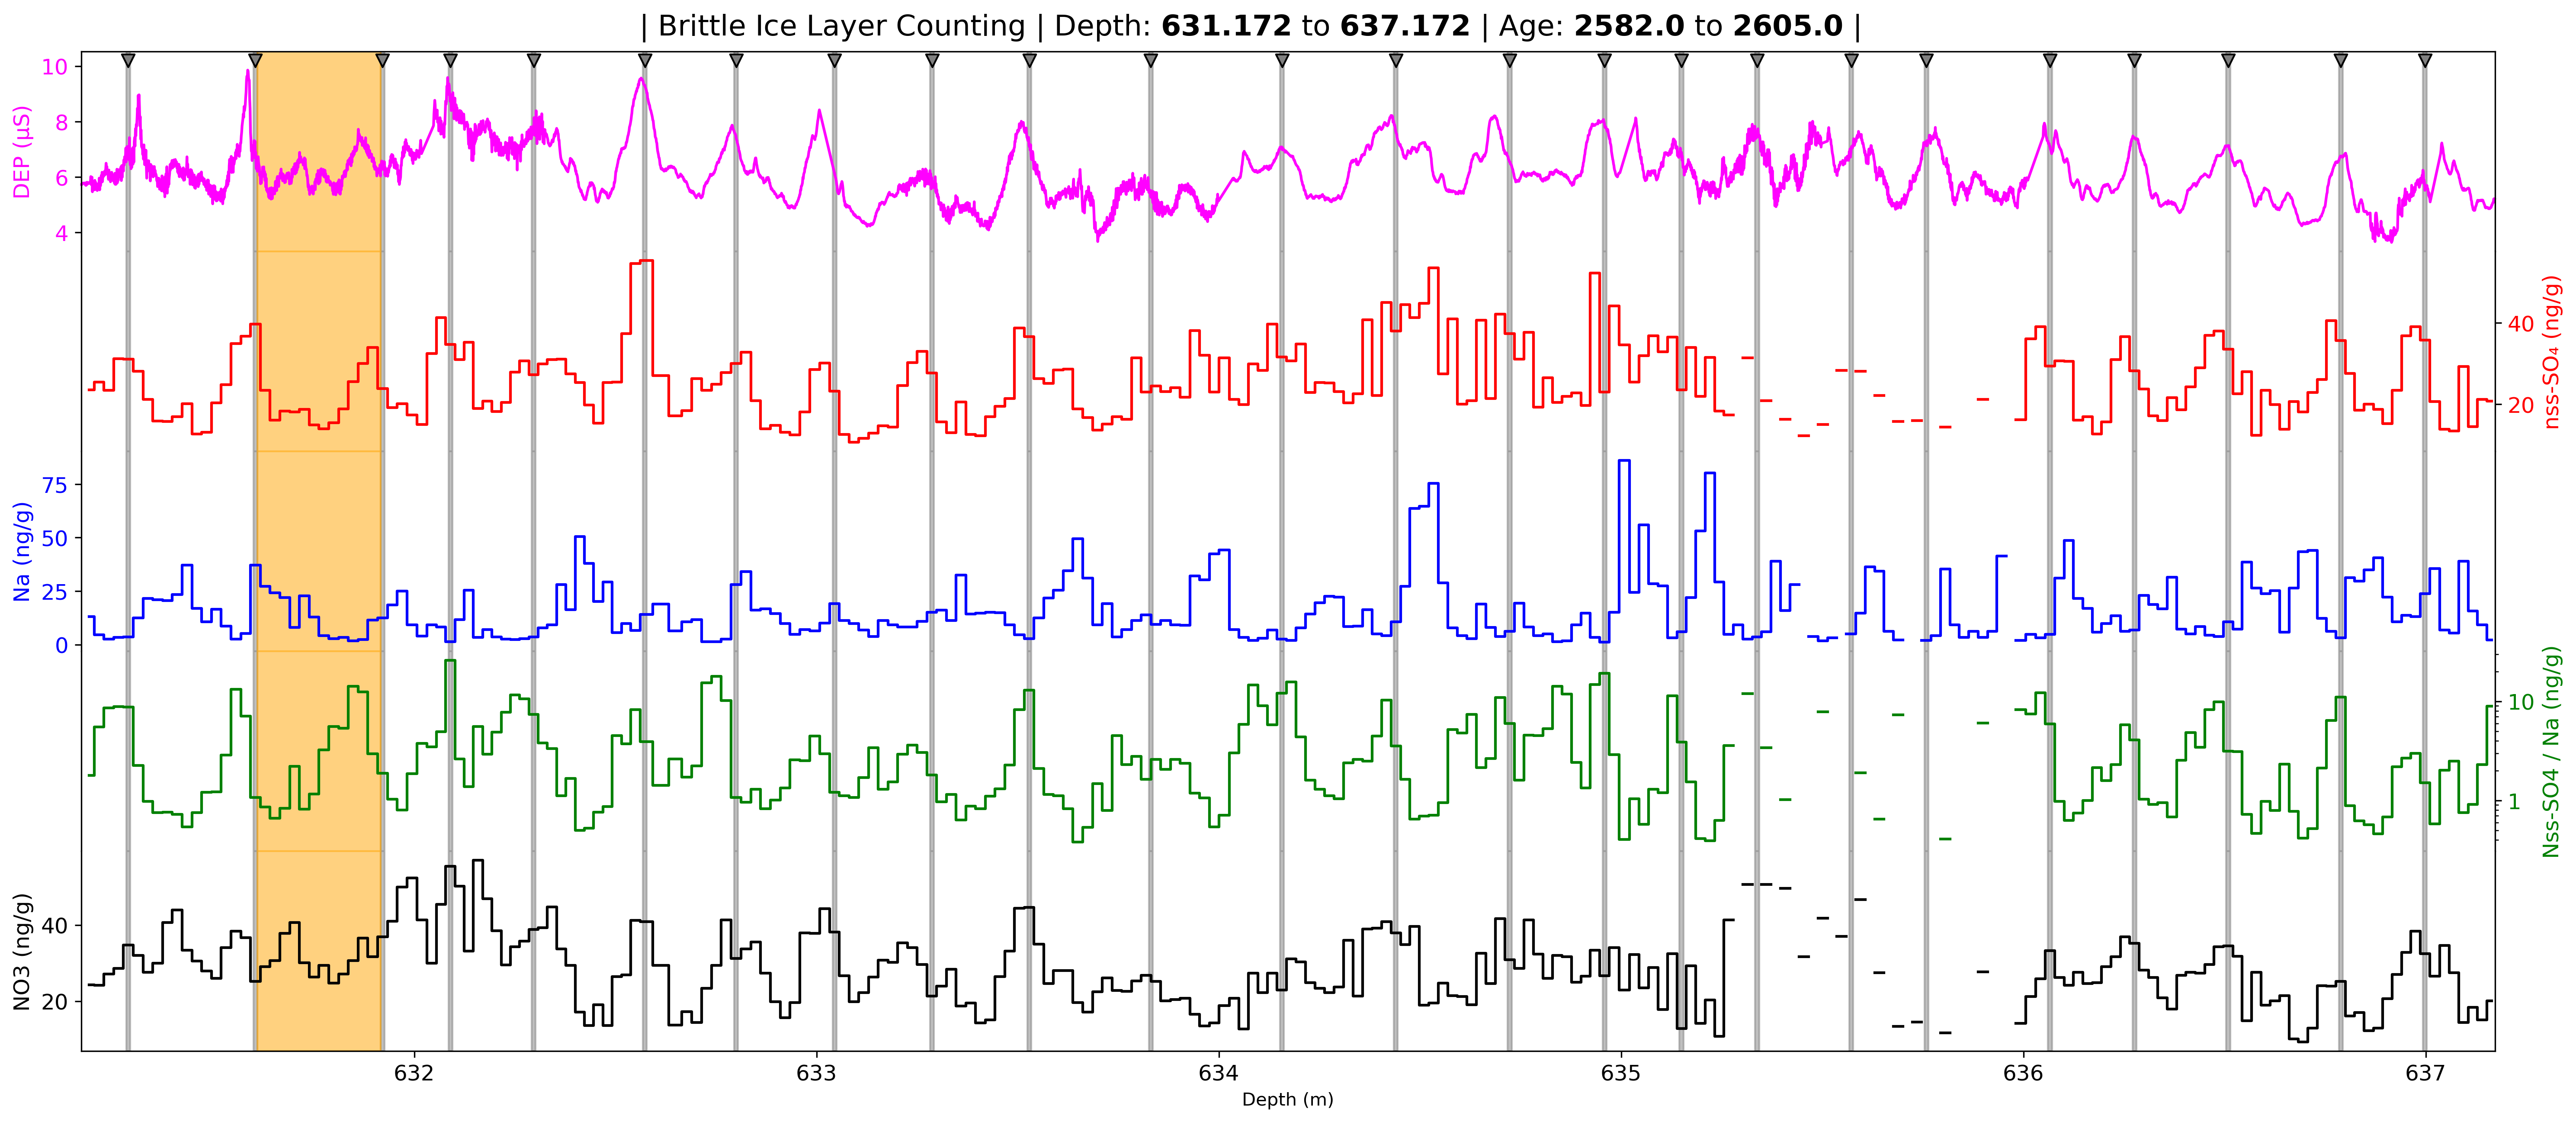 | Brittle Ice Layer Counting | Depth: 631.172 to 637.172 | Age: 2582.0 to 2605.0 |
10
8
6
4
DEP (μS)
40
20
nss-SO₄ (ng/g)
75
50
25
0
Na (ng/g)
10
1
Nss-SO4 / Na (ng/g)
40
20
NO3 (ng/g)
632
633
634
635
636
637
Depth (m)